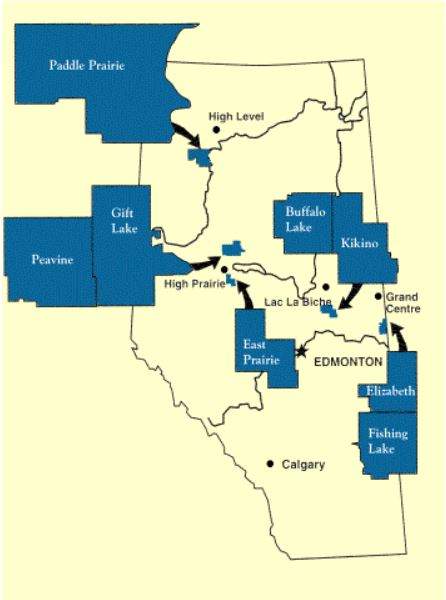 Paddle Prairie
High Level
Gift
Lake
Buffalo
Lake
Kikino
Peavine
High Prairie
Lac La Biche
Grand
Centre
East
Prairie
EDMONTON
Elizabeth
Fishing
Lake
Calgary